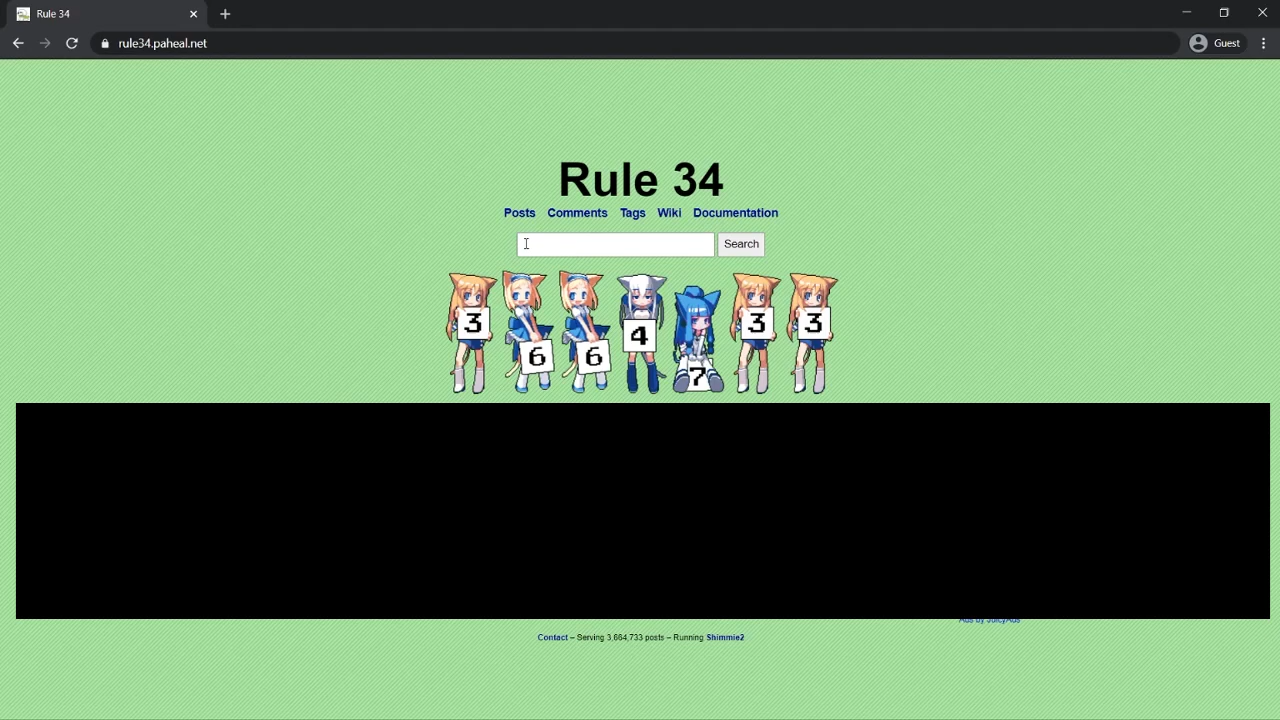 Rule 34
rule34.paheal.net
Guest
Rule 34
Posts Comments Tags Wiki Documentation
Search
3 6 6 4 7 3 3
Ads by JuicyAds
Contact – Serving 3,664,733 posts – Running Shimmie2